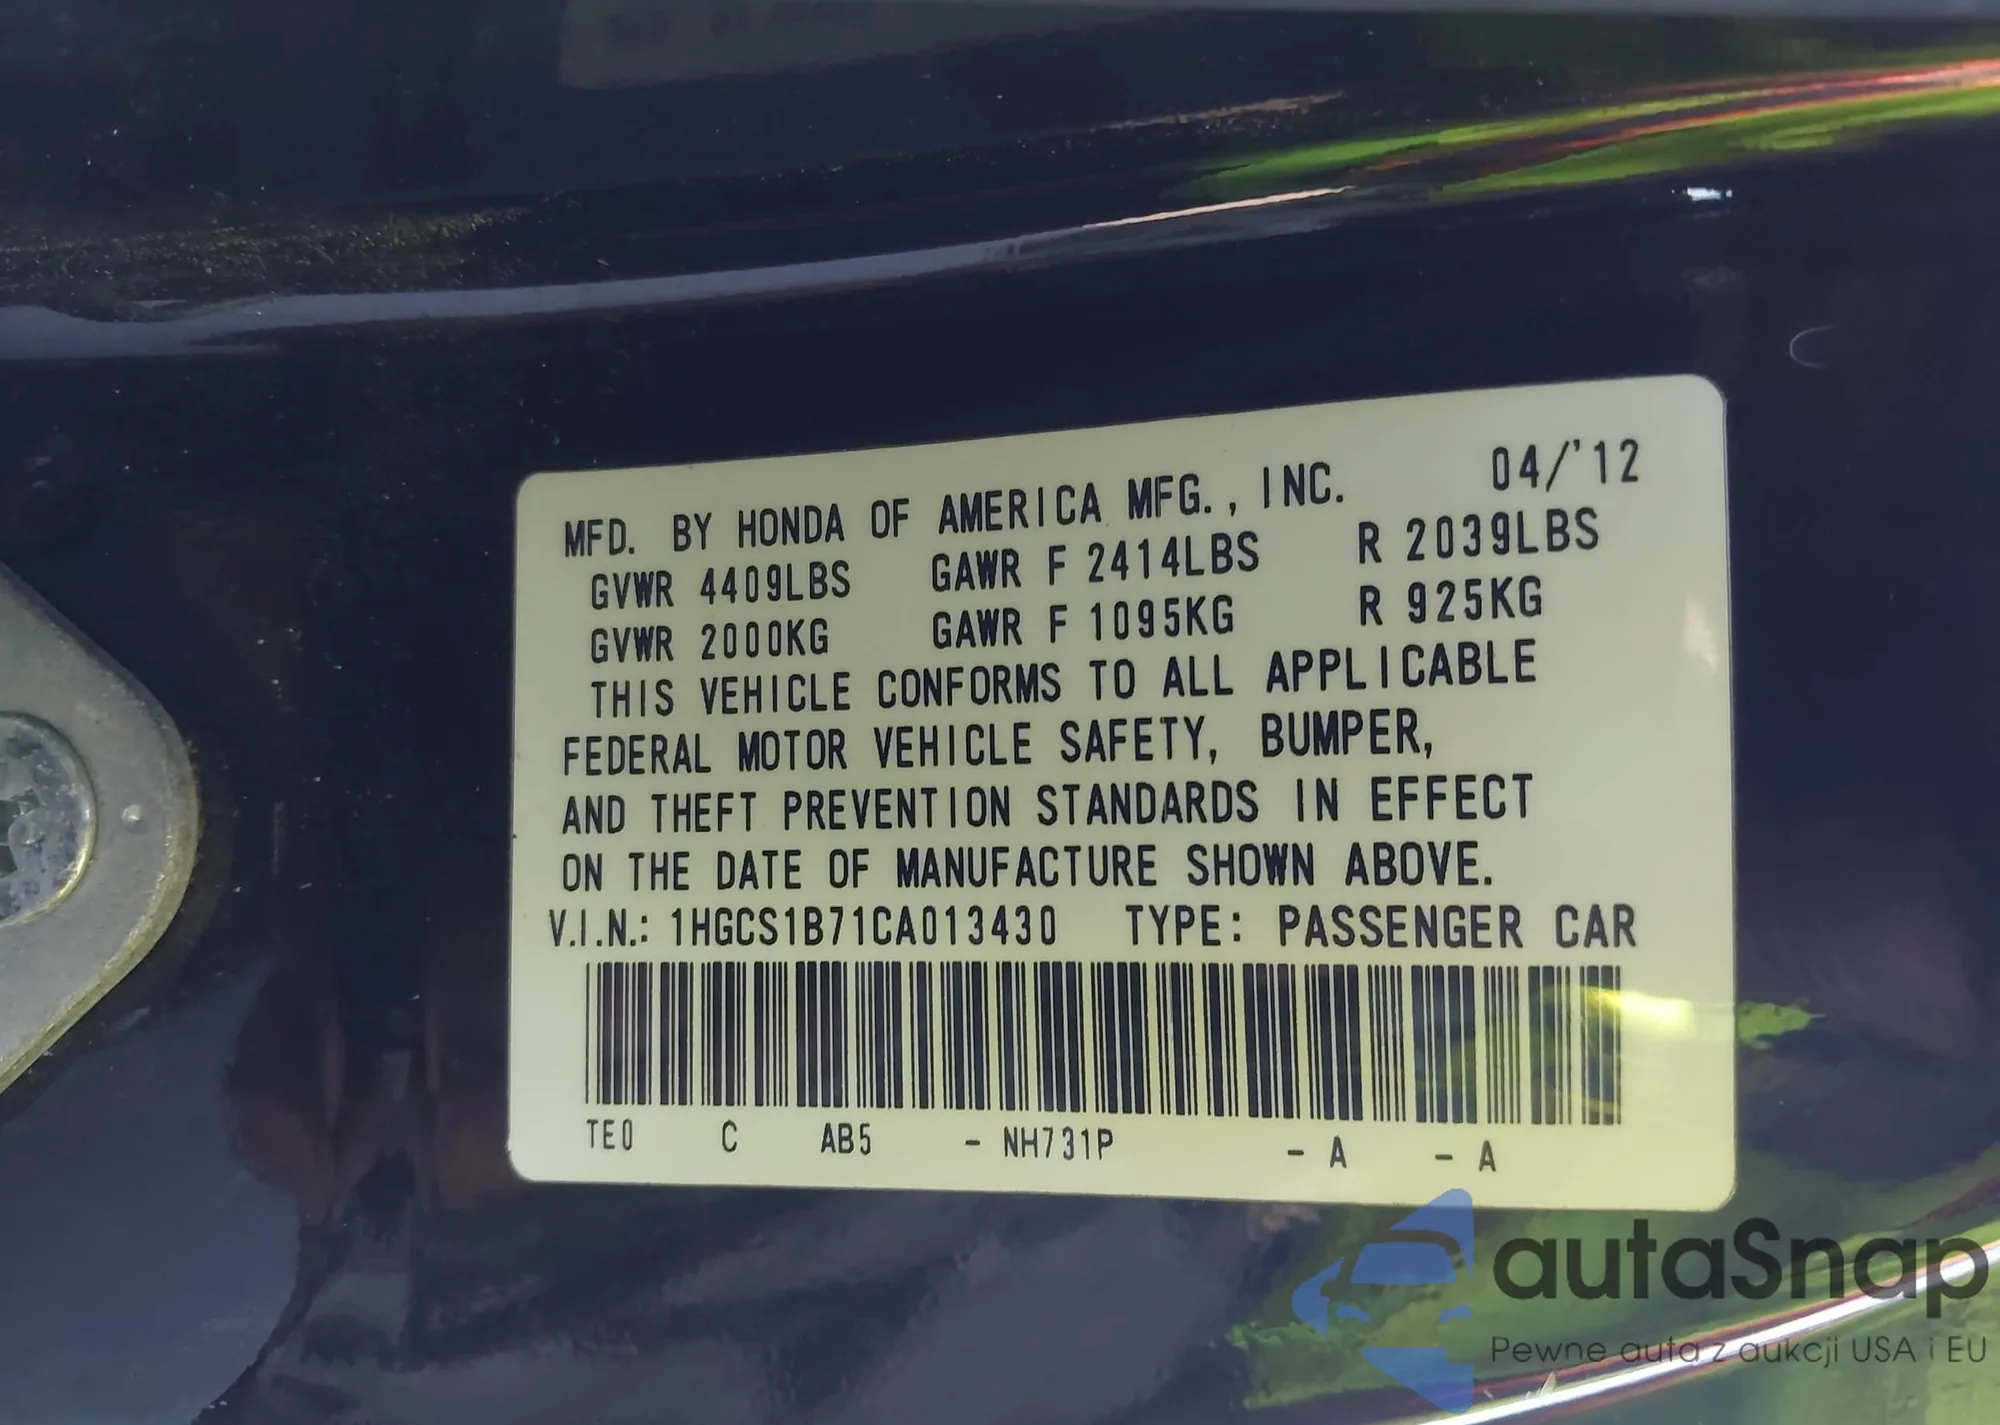 MFD. BY HONDA OF AMERICA MFG., INC. 04/'12
GVWR 4409LBS GAWR F 2414LBS R 2039LBS
GVWR 2000KG GAWR F 1095KG R 925KG
THIS VEHICLE CONFORMS TO ALL APPLICABLE
FEDERAL MOTOR VEHICLE SAFETY, BUMPER,
AND THEFT PREVENTION STANDARDS IN EFFECT
ON THE DATE OF MANUFACTURE SHOWN ABOVE.
V.I.N.: 1HGCS1B71CA013430 TYPE: PASSENGER CAR
TE0 C AB5 - NH731P - A - A
autaSnap
Pewne auta z aukcji USA i EU